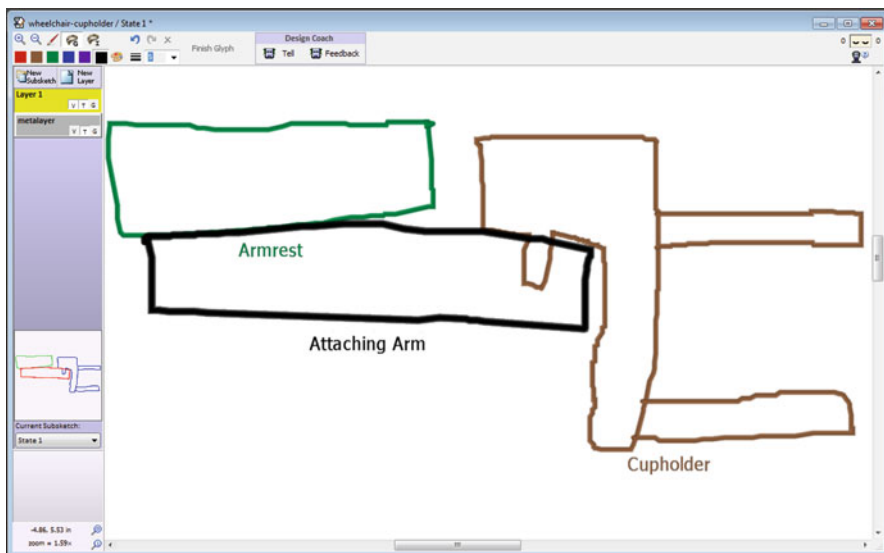 wheelchair-cupholder / State 1 *
Finish Glyph
Design Coach
Tell
Feedback
New Subsketch
New Layer
Layer 1
V T G
metalayer
V T G
Armrest
Attaching Arm
Cupholder
Current Subsketch:
State 1
-4.86, 5.53 in
zoom = 1.59x